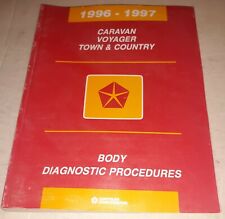 1996 - 1997
CARAVAN
VOYAGER
TOWN & COUNTRY
BODY
DIAGNOSTIC PROCEDURES